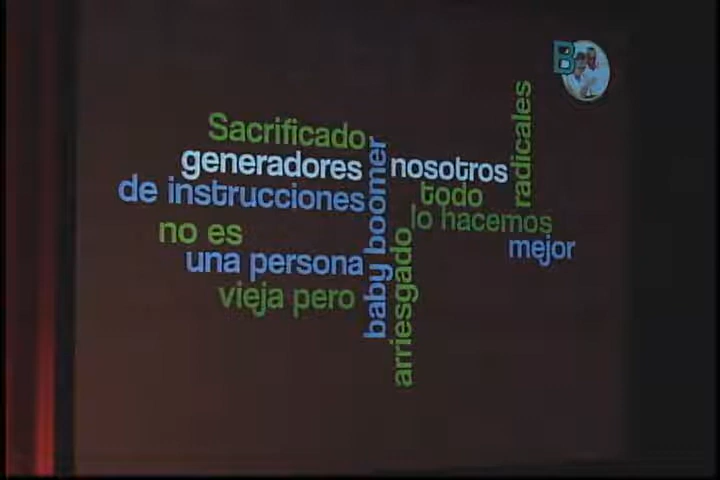 B
Sacrificado
generadores
de instrucciones
no es
una persona
vieja pero
baby boomer
arriesgado
nosotros
todo
lo hacemos
mejor
radicales